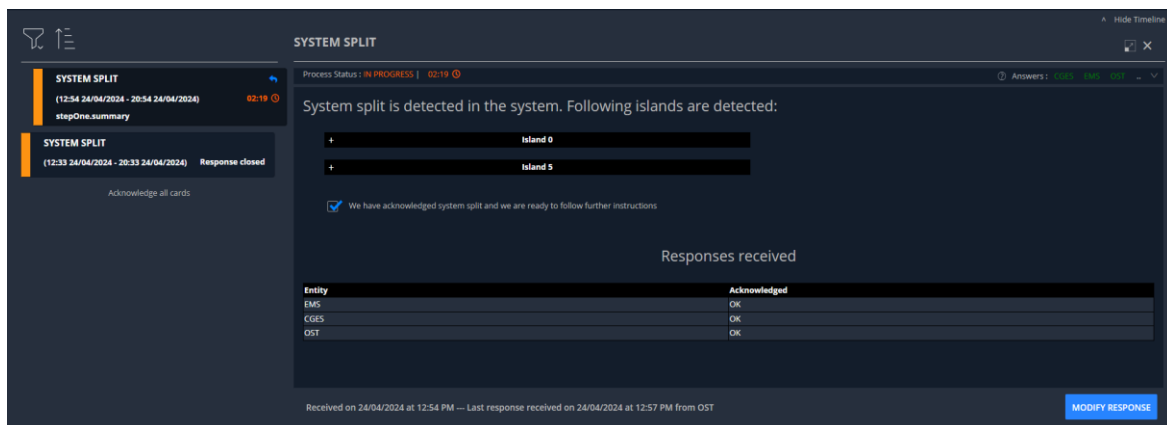 ^ Hide Timeline
SYSTEM SPLIT
SYSTEM SPLIT
(12:54 24/04/2024 - 20:54 24/04/2024) 02:19
stepOne.summary
SYSTEM SPLIT
(12:33 24/04/2024 - 20:33 24/04/2024) Response closed
Acknowledge all cards
Process Status : IN PROGRESS | 02:19
Answers : CGES EMS OST ...
System split is detected in the system. Following islands are detected:
+ Island 0
+ Island 5
We have acknowledged system split and we are ready to follow further instructions
Responses received
Entity Acknowledged
EMS OK
CGES OK
OST OK
Received on 24/04/2024 at 12:54 PM --- Last response received on 24/04/2024 at 12:57 PM from OST
MODIFY RESPONSE